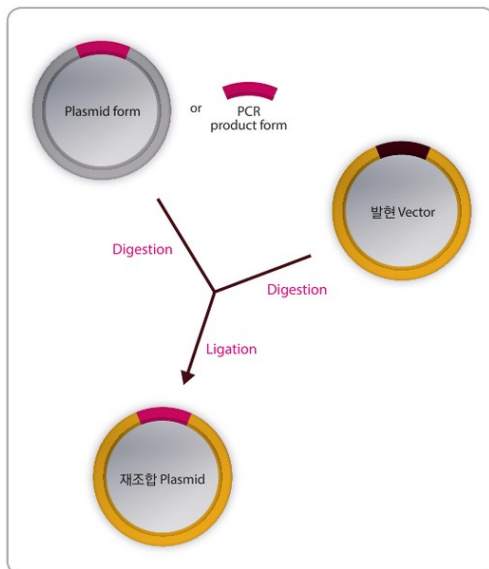 Plasmid form
or
PCR
product form
발현 Vector
Digestion
Digestion
Ligation
재조합 Plasmid